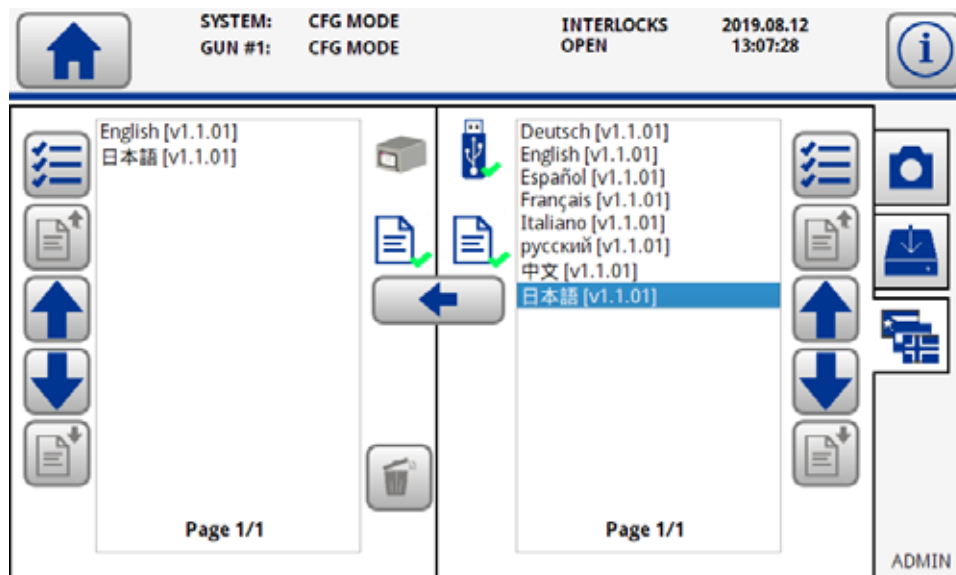 SYSTEM: CFG MODE
GUN #1: CFG MODE
INTERLOCKS
OPEN
2019.08.12
13:07:28
i
English [v1.1.01]
日本語 [v1.1.01]
Page 1/1
Deutsch [v1.1.01]
English [v1.1.01]
Español [v1.1.01]
Français [v1.1.01]
Italiano [v1.1.01]
русский [v1.1.01]
中文 [v1.1.01]
日本語 [v1.1.01]
Page 1/1
ADMIN